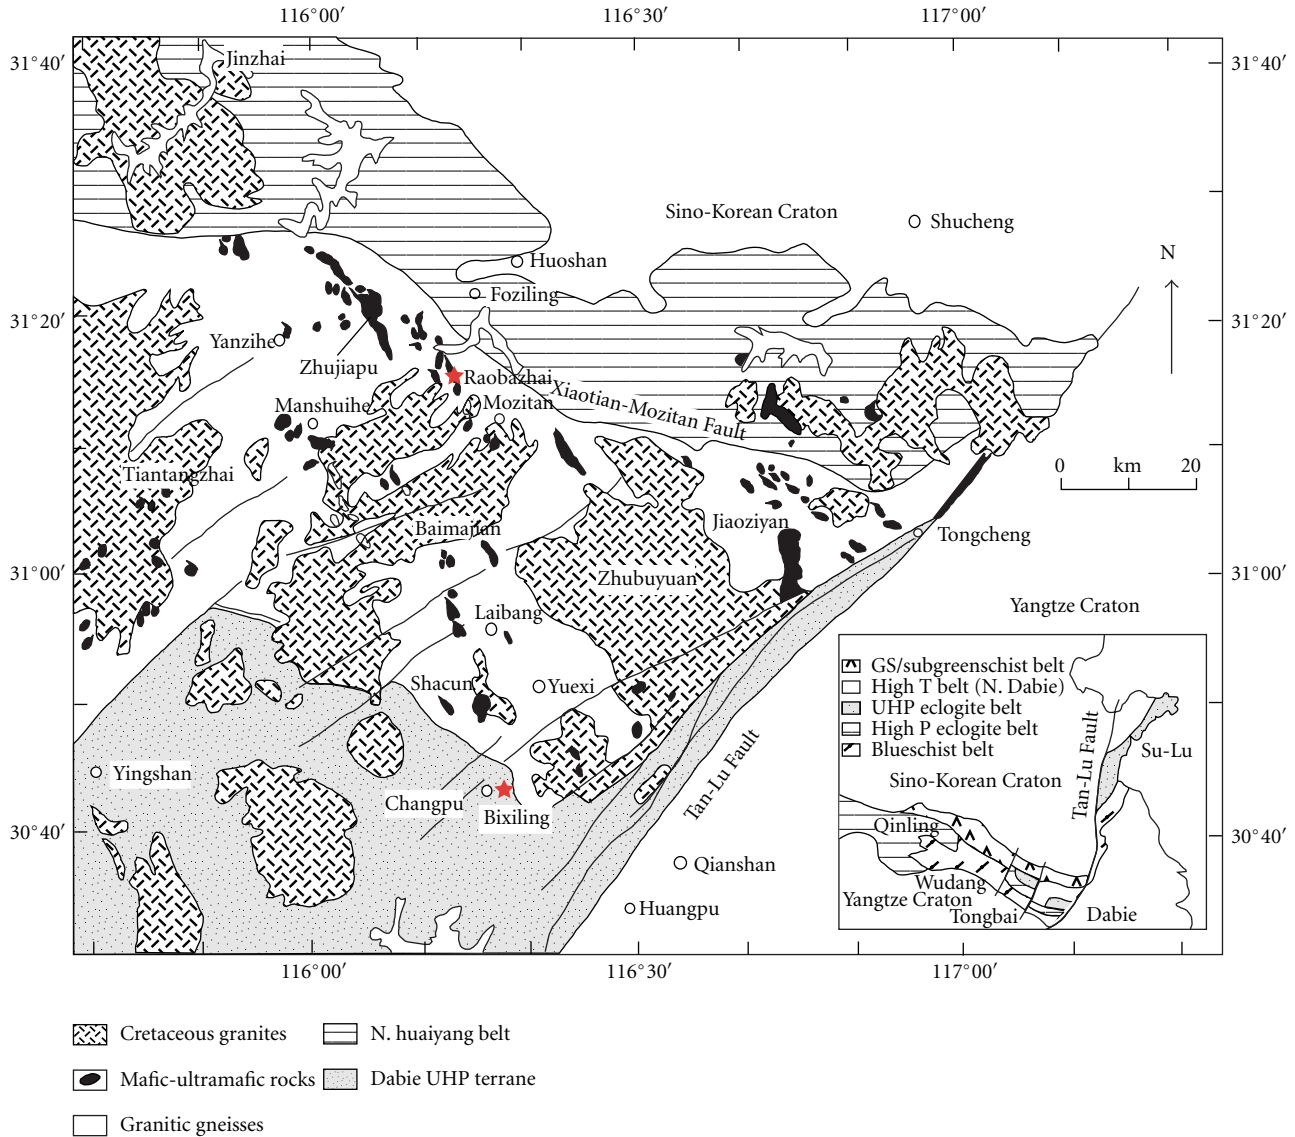 116°00′ 116°30′ 117°00′
31°40′ Jinzhai 31°40′
Sino-Korean Craton Shucheng
N
Huoshan
Foziling
31°20′ 31°20′
Yanzihe
Zhujiapu
Raobazhai
Xiaotian-Mozitan Fault
Manshuihe
Mozitan
0 km 20
Tiantangzhai
Baimajian
Jiaoziyan
Tongcheng
31°00′ 31°00′
Zhubuyuan
Yangtze Craton
Laibang
Shacun
Yuexi
Yingshan
Changpu
Bixiling
Tan-Lu Fault
30°40′ 30°40′
Qianshan
Huangpu
GS/subgreenschist belt
High T belt (N. Dabie)
UHP eclogite belt
High P eclogite belt
Blueschist belt
Tan-Lu Fault
Su-Lu
Sino-Korean Craton
Qinling
Wudang
Yangtze Craton
Tongbai
Dabie
116°00′ 116°30′ 117°00′
Cretaceous granites
N. huaiyang belt
Mafic-ultramafic rocks
Dabie UHP terrane
Granitic gneisses